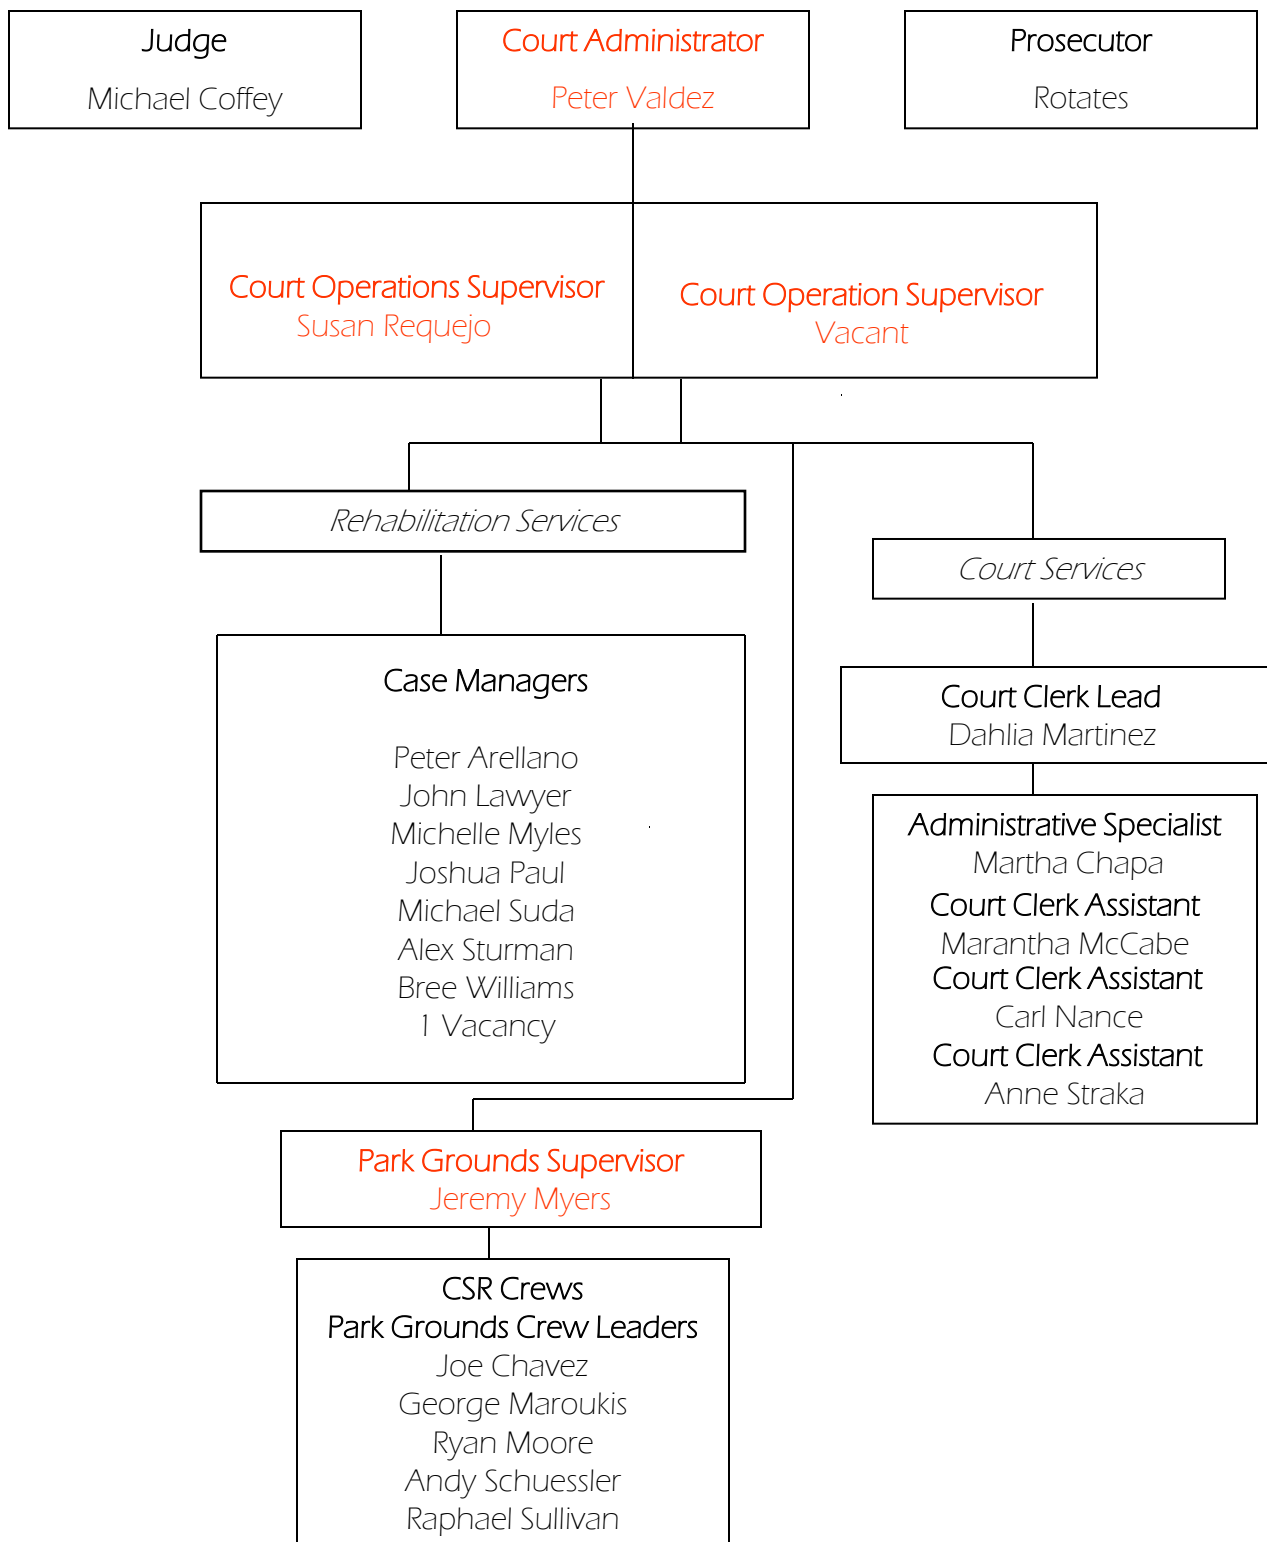 Judge
Michael Coffey
Court Administrator
Peter Valdez
Prosecutor
Rotates
Court Operations Supervisor
Susan Requejo
Court Operation Supervisor
Vacant
Rehabilitation Services
Court Services
Case Managers
Peter Arellano
John Lawyer
Michelle Myles
Joshua Paul
Michael Suda
Alex Sturman
Bree Williams
1 Vacancy
Court Clerk Lead
Dahlia Martinez
Administrative Specialist
Martha Chapa
Court Clerk Assistant
Marantha McCabe
Court Clerk Assistant
Carl Nance
Court Clerk Assistant
Anne Straka
Park Grounds Supervisor
Jeremy Myers
CSR Crews
Park Grounds Crew Leaders
Joe Chavez
George Maroukis
Ryan Moore
Andy Schuessler
Raphael Sullivan